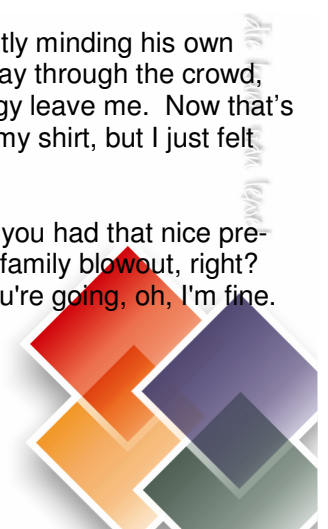 tly minding his own
ay through the crowd,
gy leave me.  Now that's
my shirt, but I just felt
you had that nice pre-
family blowout, right?
u're going, oh, I'm fine.